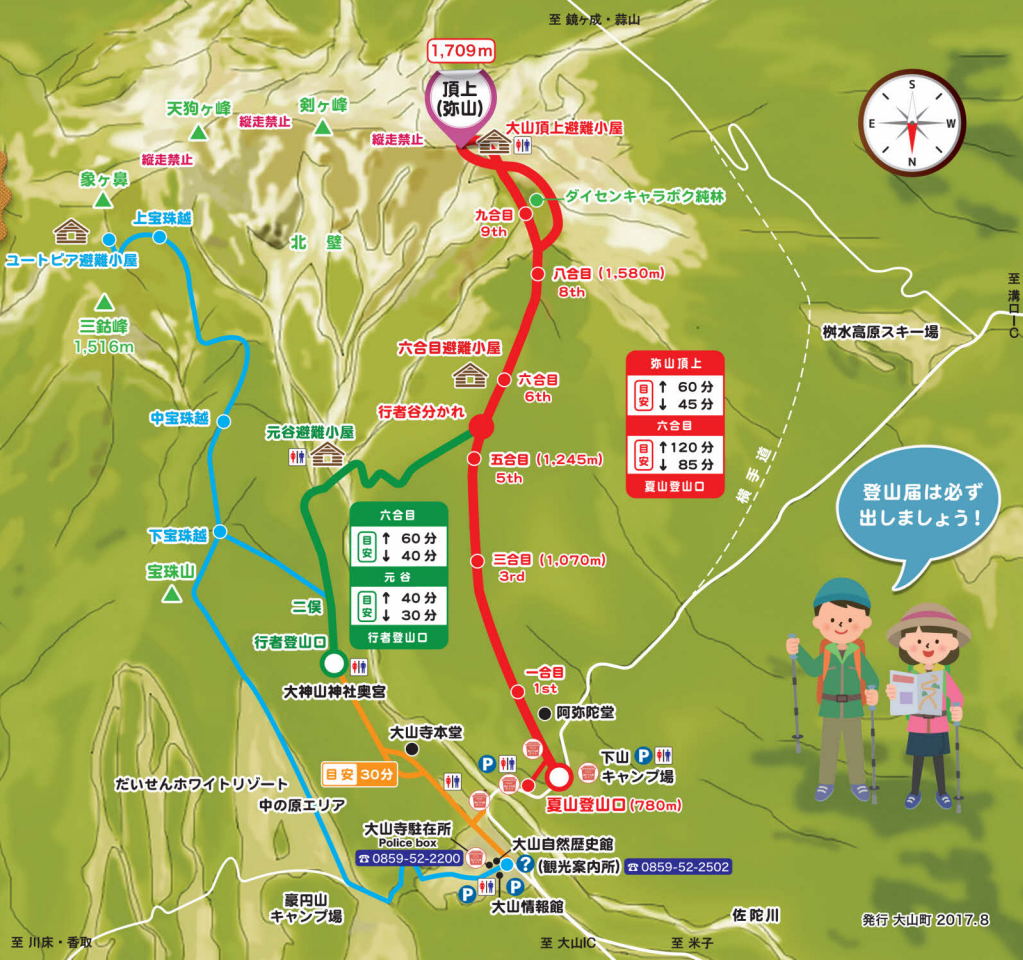 至 鏡ヶ成・蒜山
1,709m
頂上
(弥山)
天狗ヶ峰
剣ヶ峰
縦走禁止
縦走禁止
縦走禁止
大山頂上避難小屋
S
E
W
N
象ヶ鼻
上宝珠越
ユートピア避難小屋
北 壁
ダイセンキャラボク純林
九合目
9th
八合目(1,580m)
8th
至 溝口IC
三鈷峰
1,516m
桝水高原スキー場
六合目避難小屋
六合目
6th
弥山頂上
目安
↑ 60分
↓ 45分
六合目
目安
↑120分
↓ 85分
夏山登山口
行者谷分かれ
中宝珠越
元谷避難小屋
五合目(1,245m)
5th
横手道
登山届は必ず
出しましょう!
六合目
目安
↑ 60分
↓ 40分
元谷
目安
↑ 40分
↓ 30分
行者登山口
下宝珠越
三合目(1,070m)
3rd
宝珠山
二俣
行者登山口
大神山神社奥宮
一合目
1st
阿弥陀堂
大山寺本堂
P
下山
キャンプ場
P
目安 30分
だいせんホワイトリゾート
中の原エリア
夏山登山口(780m)
大山寺駐在所
Police box
☎0859-52-2200
大山自然歴史館
?
(観光案内所)
☎0859-52-2502
P
P
大山情報館
豪円山
キャンプ場
佐陀川
発行 大山町 2017.8
至 川床・香取
至 大山IC
至 米子